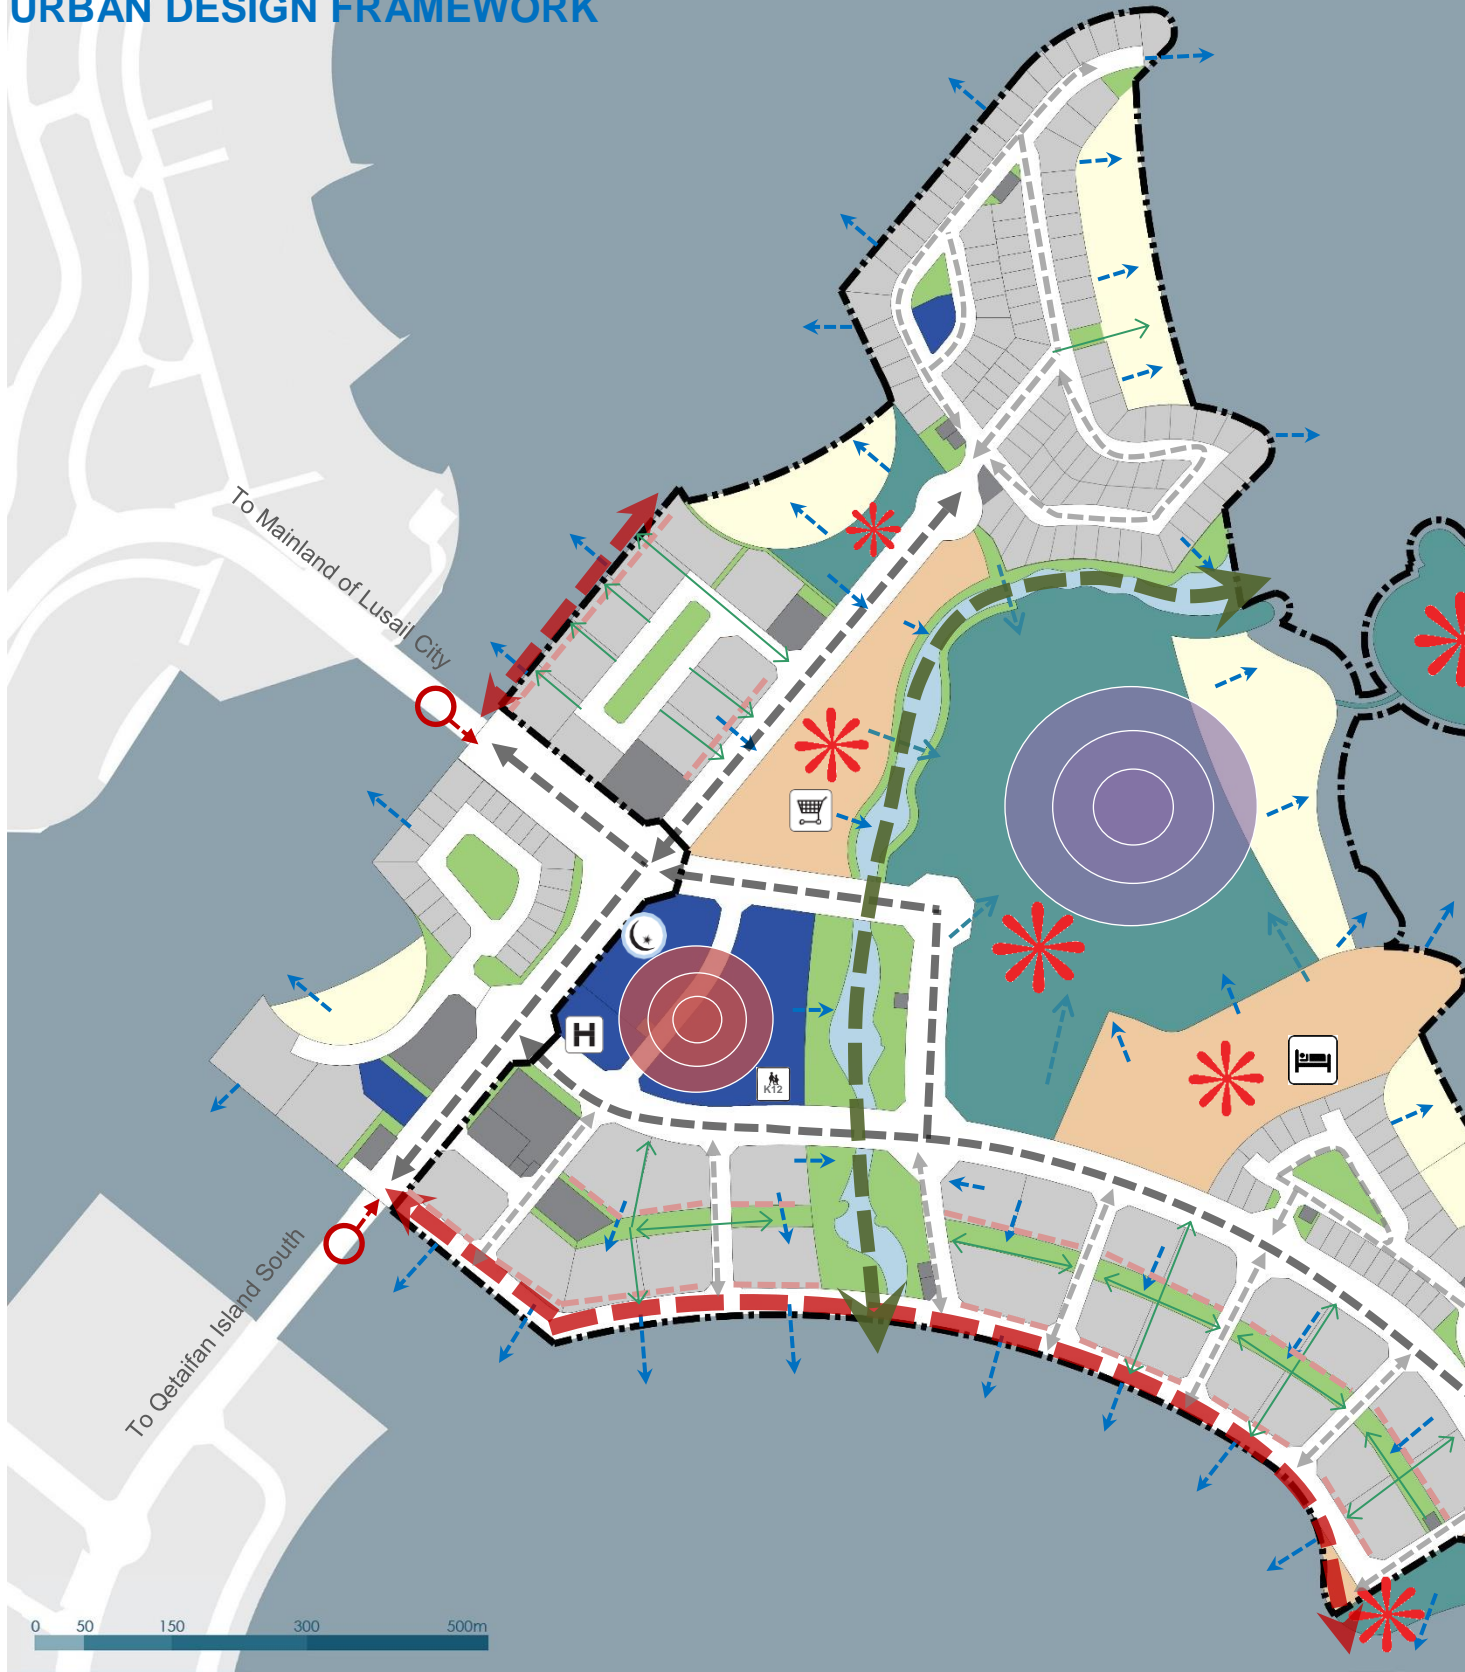 URBAN DESIGN FRAMEWORK
To Mainland of Lusail City
H
K12
To Qetaifan Island South
0 50 150 300 500m